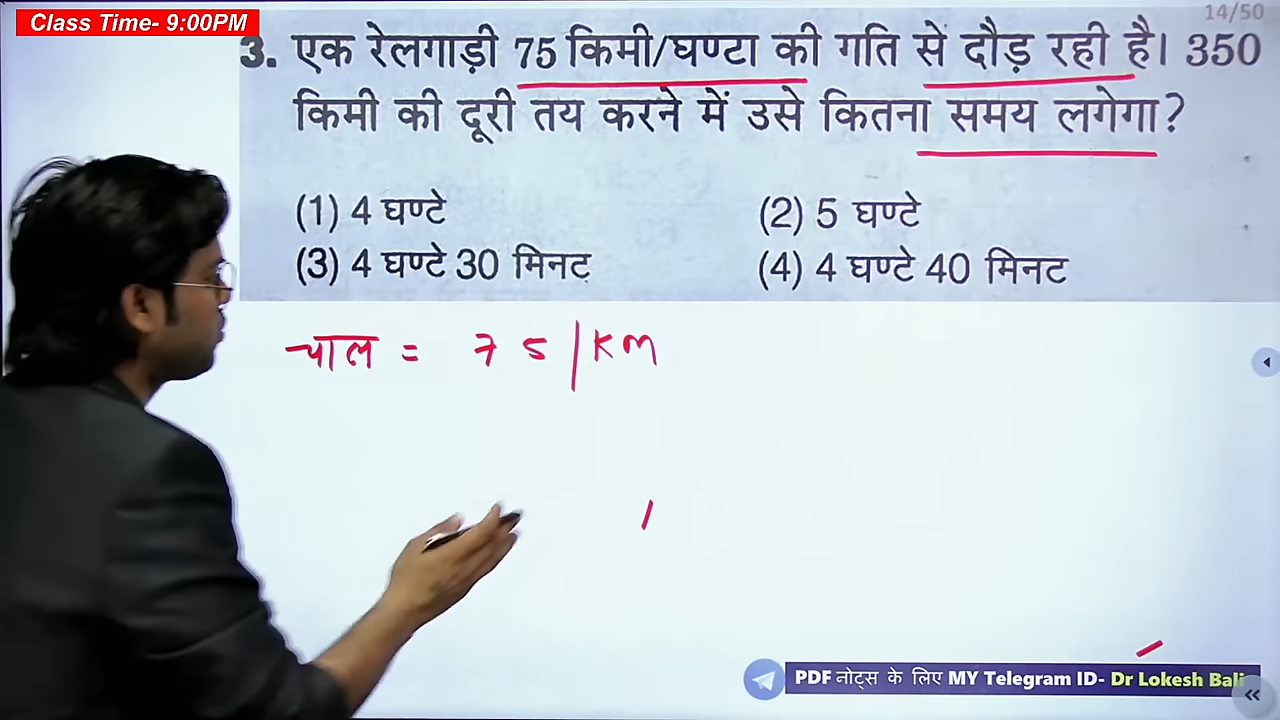 Class Time- 9:00PM
14/50
3. एक रेलगाड़ी 75 किमी/घण्टा की गति से दौड़ रही है। 350
किमी की दूरी तय करने में उसे कितना समय लगेगा?
(1) 4 घण्टे (2) 5 घण्टे
(3) 4 घण्टे 30 मिनट (4) 4 घण्टे 40 मिनट
चाल = 75/KM
PDF नोट्स के लिए MY Telegram ID- Dr Lokesh Bali